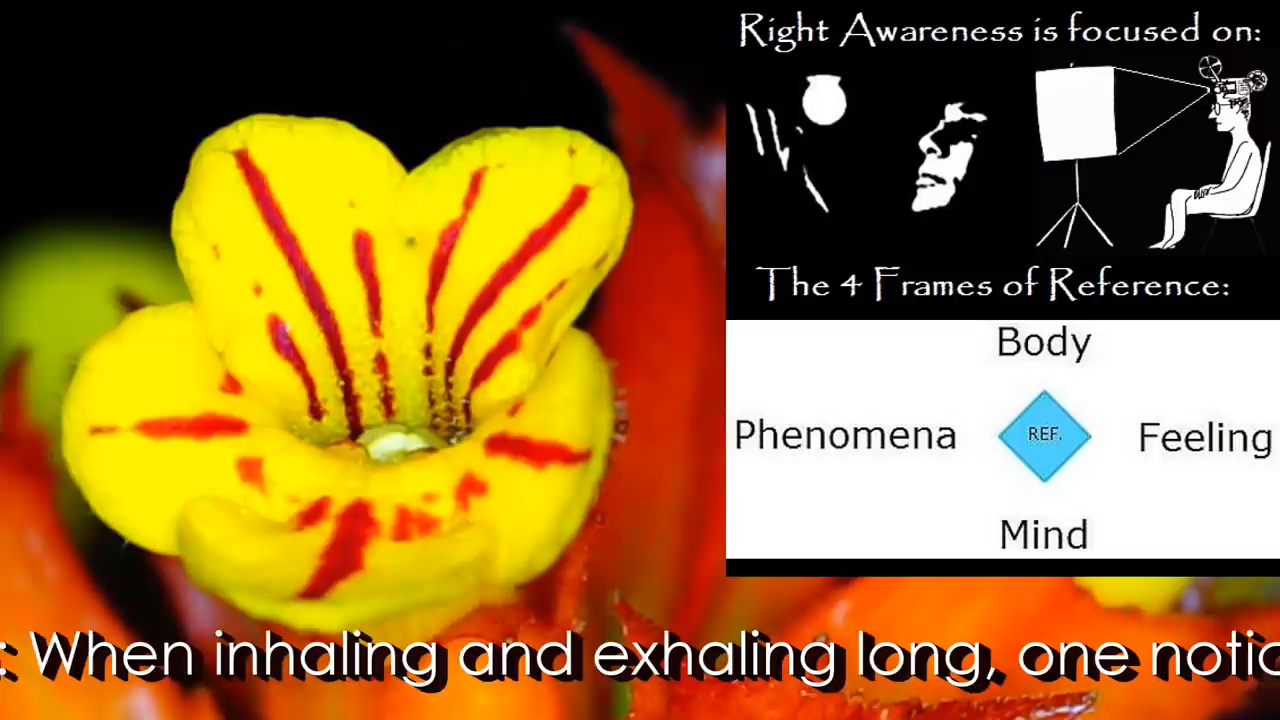 Right Awareness is focused on:
The 4 Frames of Reference:
Body
Phenomena
REF.
Feeling
Mind
: When inhaling and exhaling long, one notic